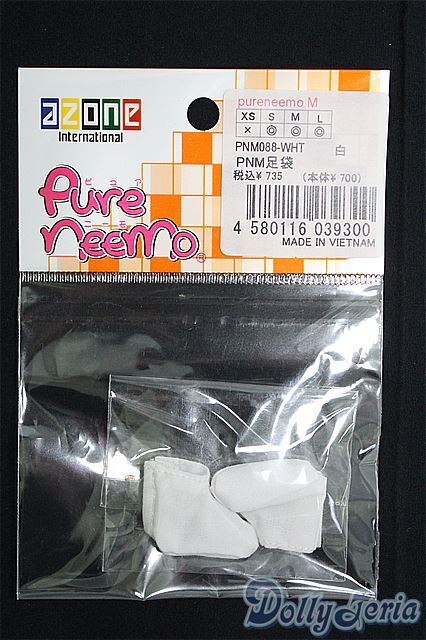 azone
International
ピュア
Pure
ニーモ
neemo®
pureneemo M
XS S M L
× ◎ ◎ ◎
PNM088-WHT 白
PNM足袋
税込¥ 735 (本体¥ 700)
4 580116 039300
MADE IN VIETNAM
DollyTeria